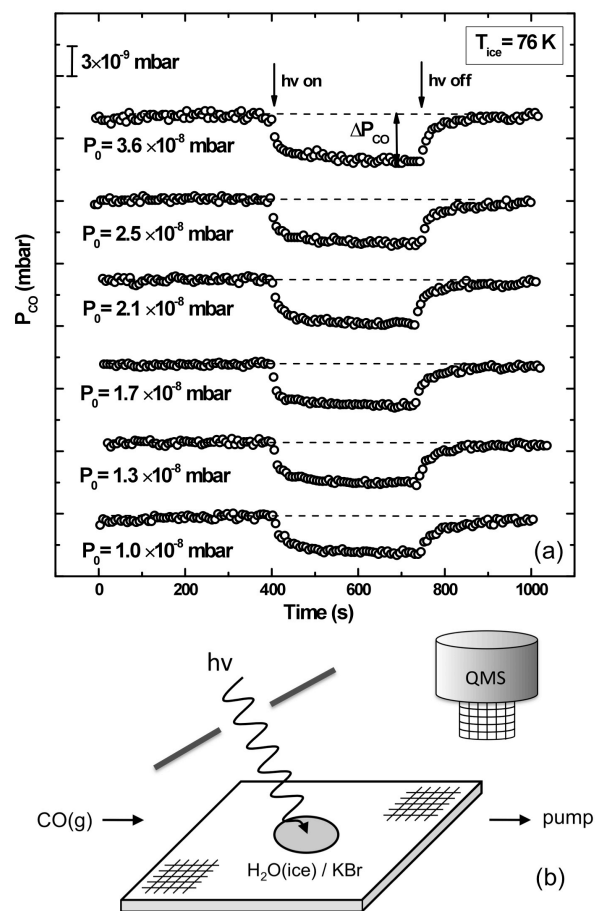 T_ice = 76 K
3×10⁻⁹ mbar
hv on
hv off
ΔP_CO
P₀ = 3.6 ×10⁻⁸ mbar
P₀ = 2.5 ×10⁻⁸ mbar
P₀ = 2.1 ×10⁻⁸ mbar
P₀ = 1.7 ×10⁻⁸ mbar
P₀ = 1.3 ×10⁻⁸ mbar
P₀ = 1.0 ×10⁻⁸ mbar
(a)
P_CO (mbar)
0 200 400 600 800 1000
Time (s)
hv
QMS
CO(g)
pump
H₂O(ice) / KBr
(b)